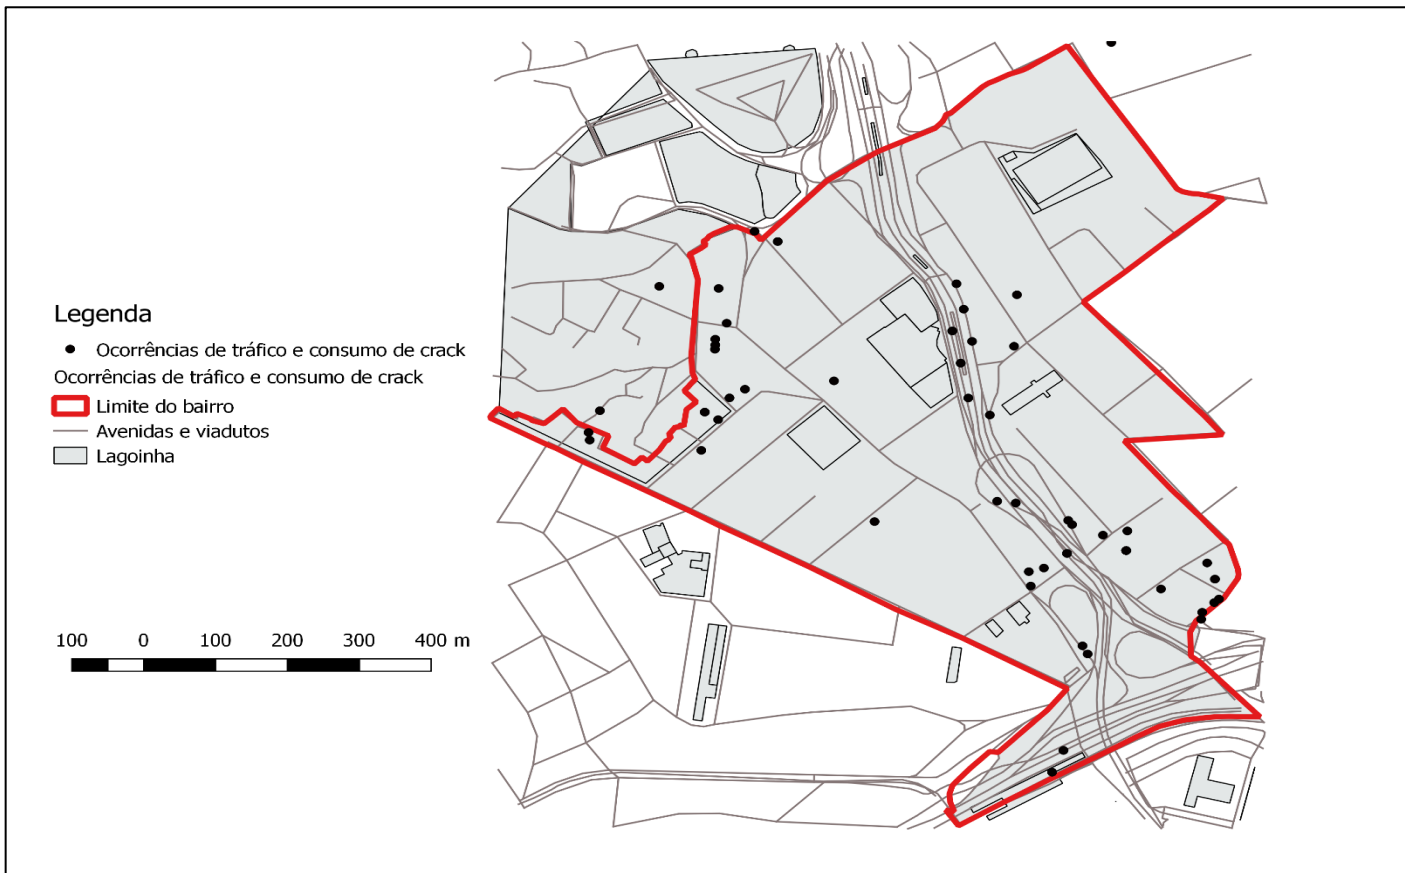 Legenda
Ocorrências de tráfico e consumo de crack
Ocorrências de tráfico e consumo de crack
Limite do bairro
Avenidas e viadutos
Lagoinha
100 0 100 200 300 400 m